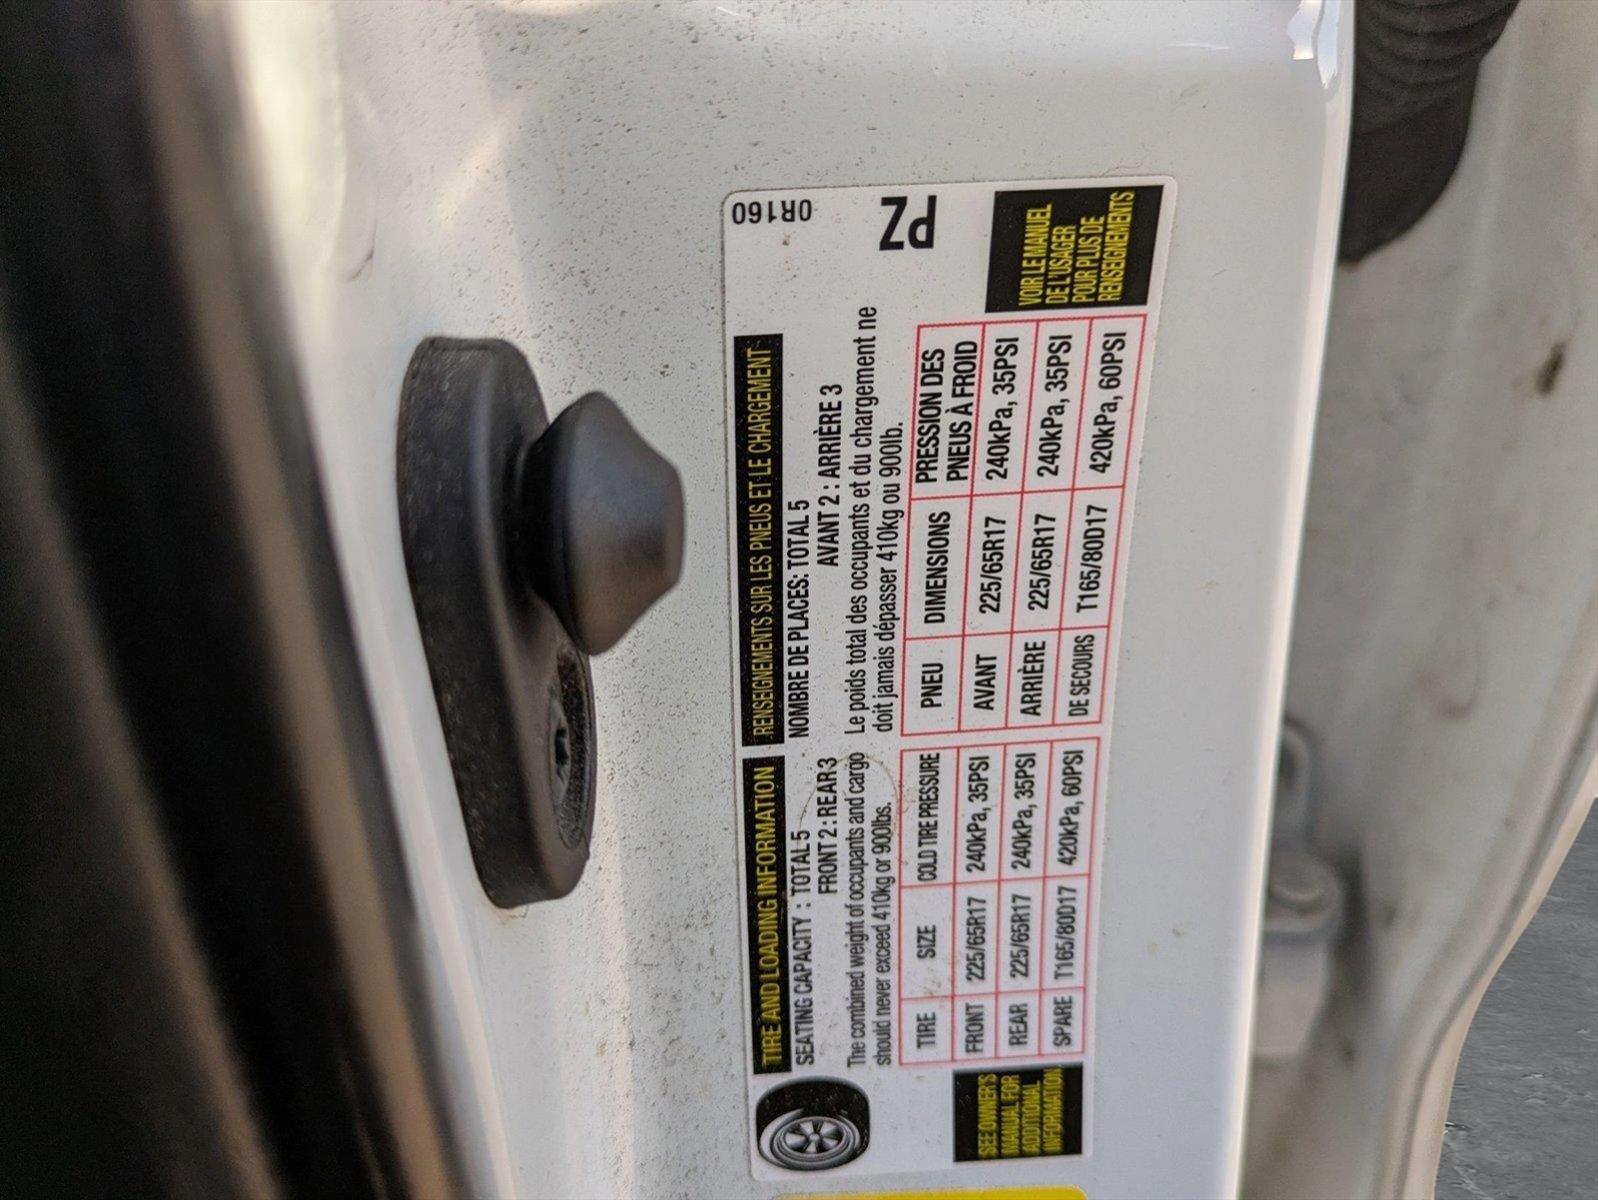 TIRE AND LOADING INFORMATION
SEATING CAPACITY : TOTAL 5
FRONT 2 : REAR 3
The combined weight of occupants and cargo
should never exceed 410kg or 900lbs.
TIRE SIZE COLD TIRE PRESSURE
FRONT 225/65R17 240kPa, 35PSI
REAR 225/65R17 240kPa, 35PSI
SPARE T165/80D17 420kPa, 60PSI
SEE OWNER'S
MANUAL FOR
ADDITIONAL
INFORMATION
RENSEIGNEMENTS SUR LES PNEUS ET LE CHARGEMENT
NOMBRE DE PLACES: TOTAL 5
AVANT 2 : ARRIÈRE 3
Le poids total des occupants et du chargement ne
doit jamais dépasser 410kg ou 900lb.
PNEU DIMENSIONS PRESSION DES
PNEUS À FROID
AVANT 225/65R17 240kPa, 35PSI
ARRIÈRE 225/65R17 240kPa, 35PSI
DE SECOURS T165/80D17 420kPa, 60PSI
VOIR LE MANUEL
DE L'USAGER
POUR PLUS DE
RENSEIGNEMENTS
0R160
PZ